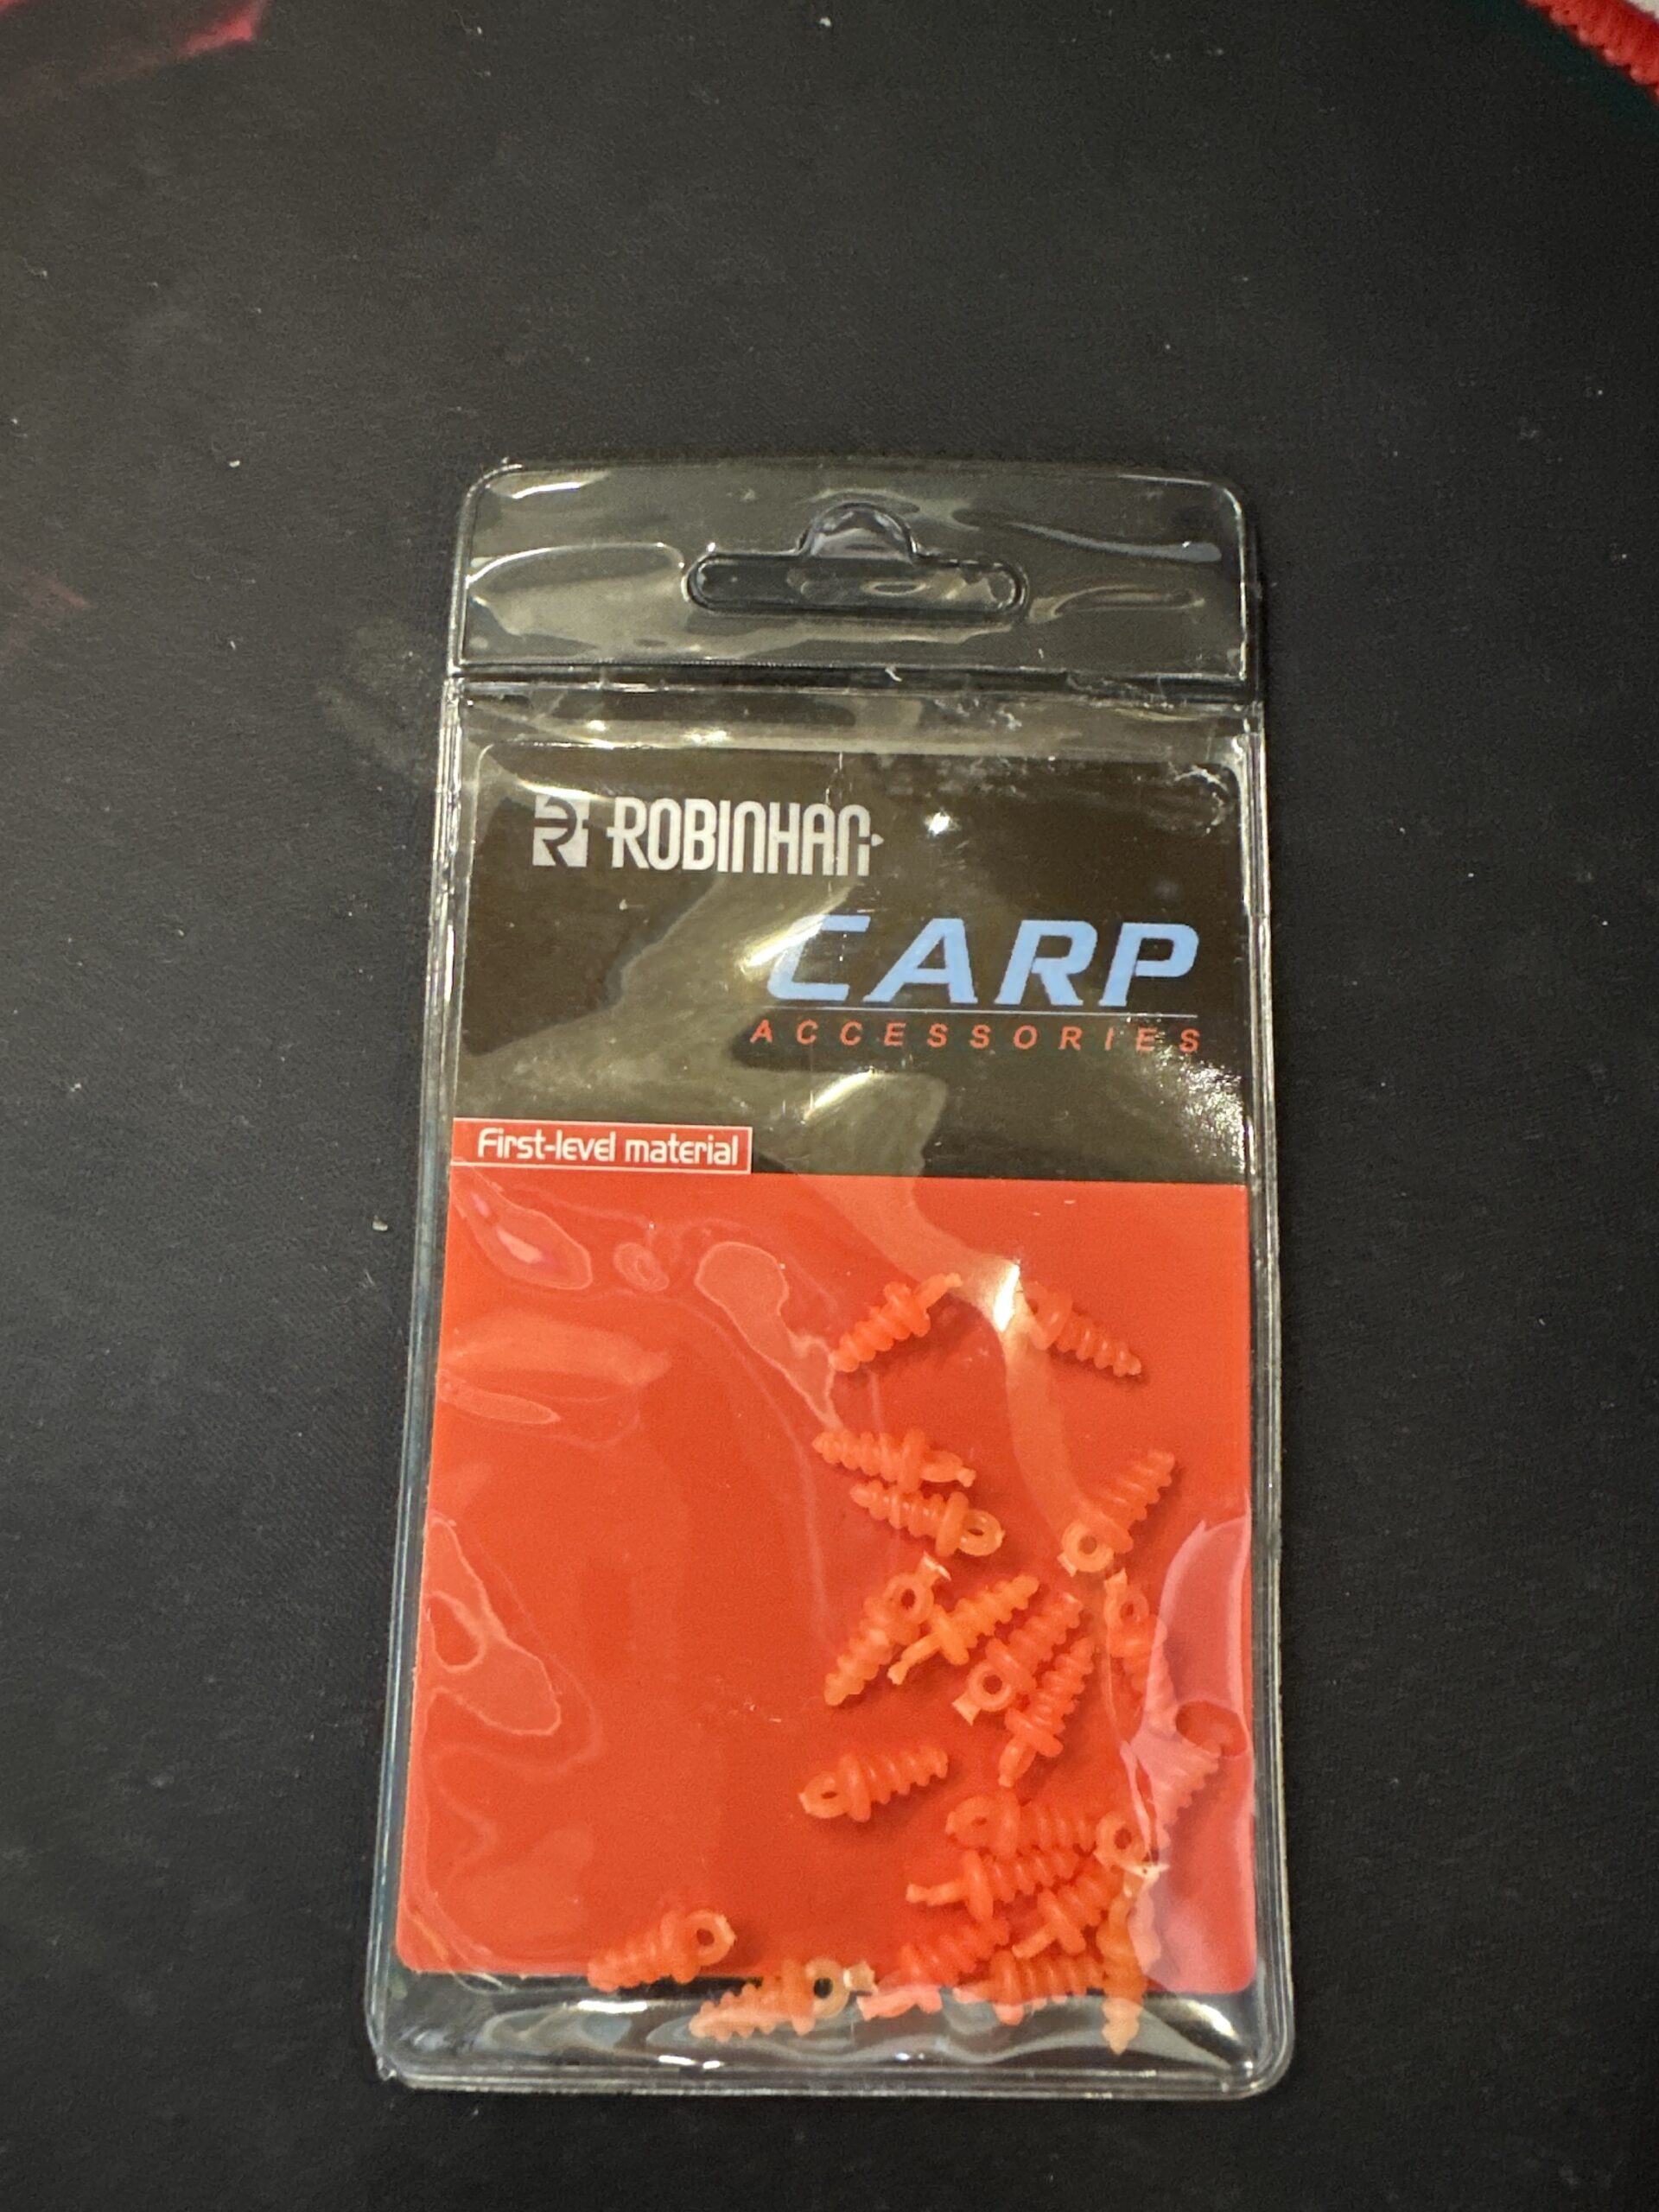 ROBINHAN
CARP
ACCESSORIES
First-level material